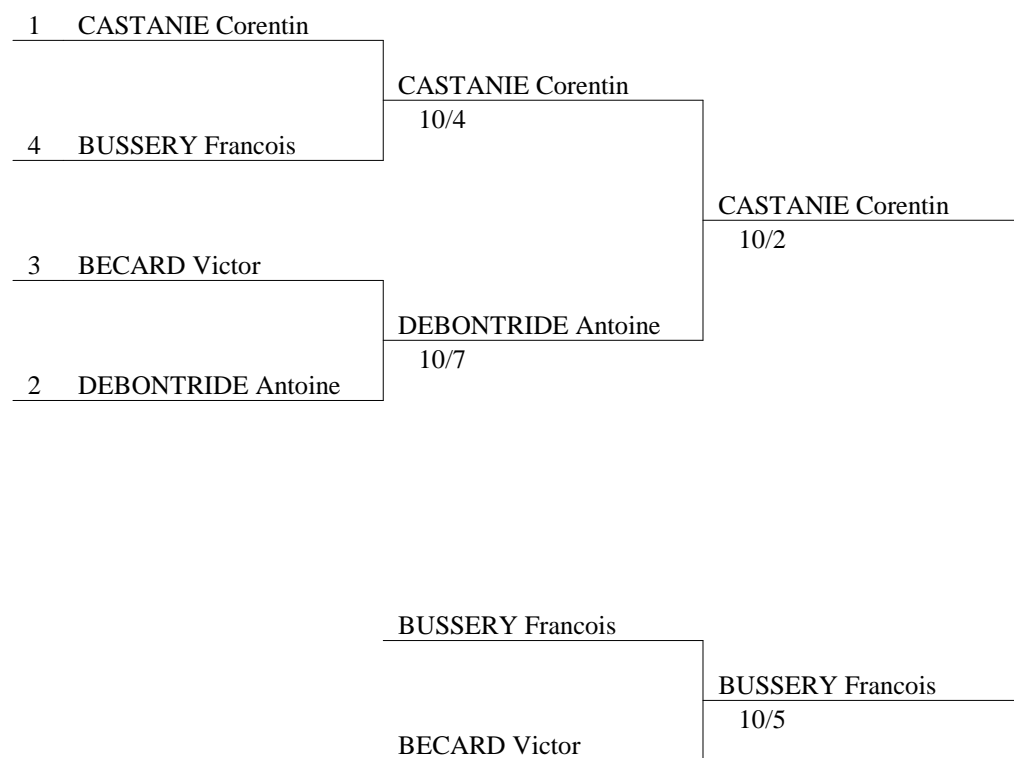 1 CASTANIE Corentin
CASTANIE Corentin
10/4
4 BUSSERY Francois
CASTANIE Corentin
10/2
3 BECARD Victor
DEBONTRIDE Antoine
10/7
2 DEBONTRIDE Antoine
BUSSERY Francois
BUSSERY Francois
10/5
BECARD Victor